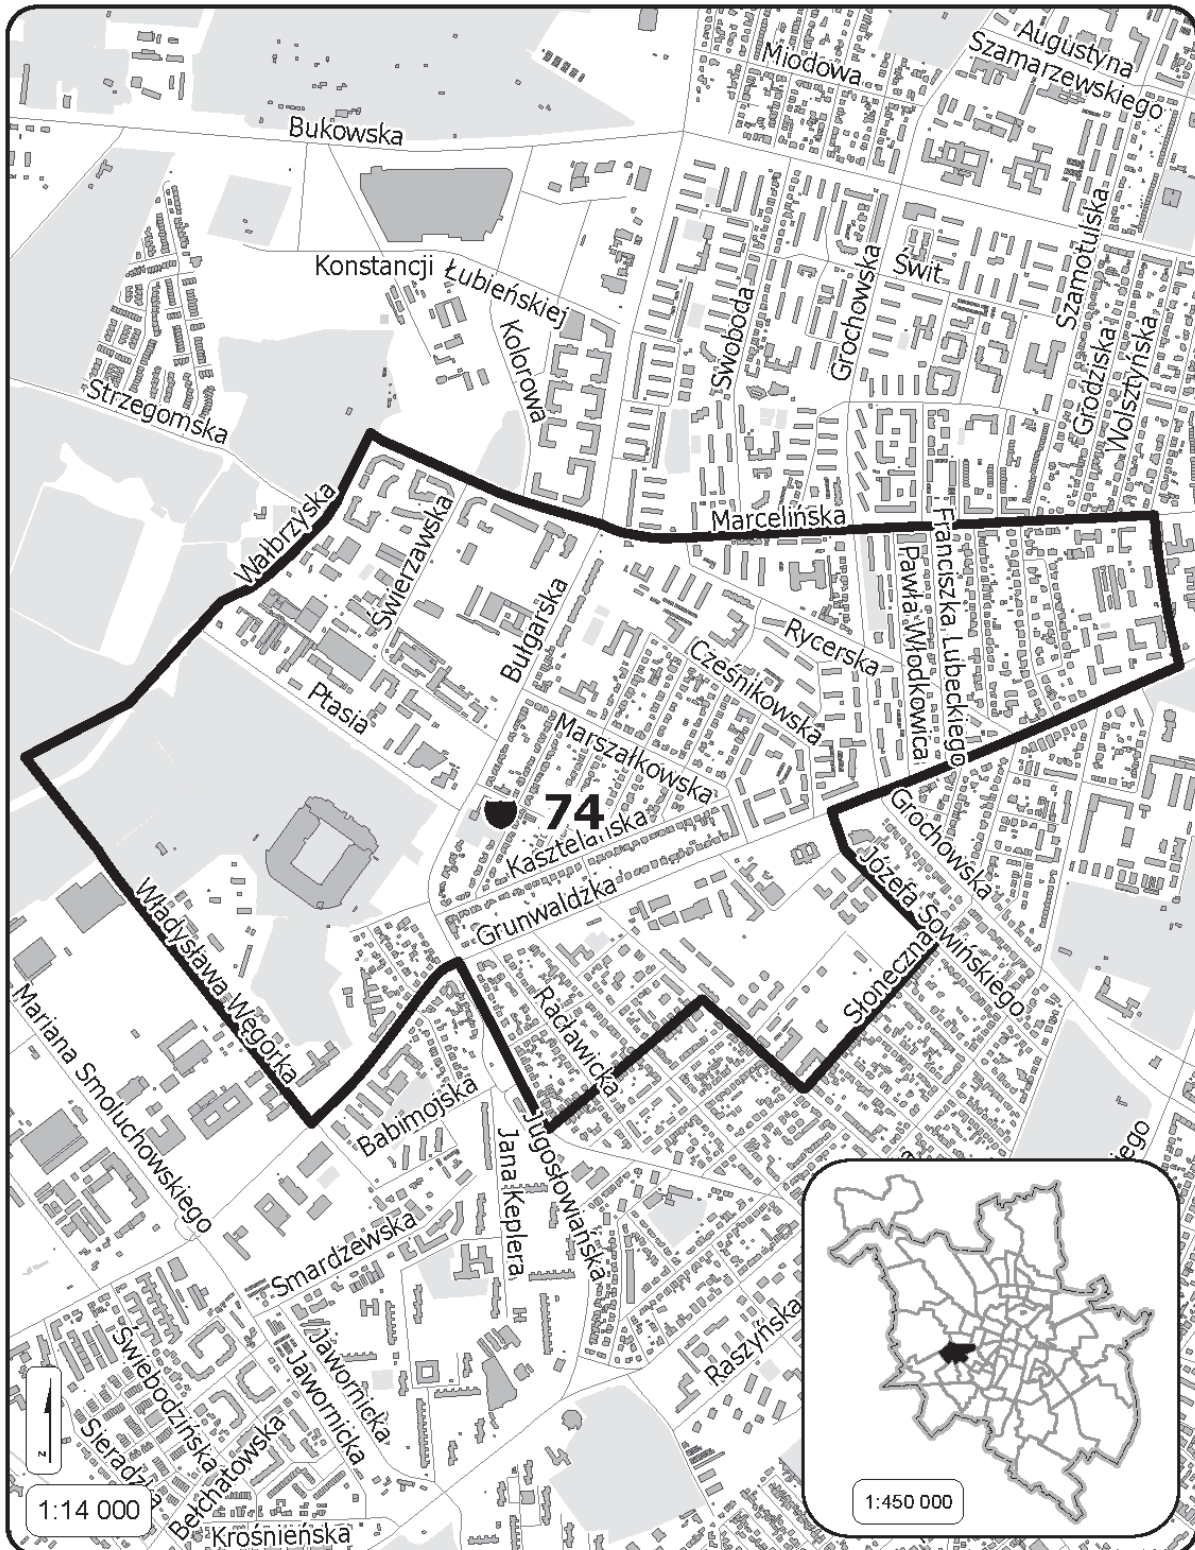 Augustyna
Szamarzewskiego
Miodowa
Bukowska
Szamotulska
Grochowska
Świt
Konstancji Łubieńskiej
Swoboda
Kolorowa
Grodziska
Wolsztyńska
Strzegomska
Wałbrzyska
Świerzawska
Marcelińska
Franciszka Lubeckiego
Pawła Włodkowica
Bułgarska
Rycerska
Cześnikowska
Ptasia
Marszałkowska
74
Kasztelańska
Grochowska
Józefa Sowińskiego
Grunwaldzka
Władysława Węgorka
Słoneczna
Racławicka
Mariana Smoluchowskiego
Babimojska
Jugosłowiańska
Jana Keplera
Smardzewska
Raszyńska
Jawornicka
Jawornicka
Świebodzińska
Bełchatowska
Krośnieńska
N
1:14 000
1:450 000